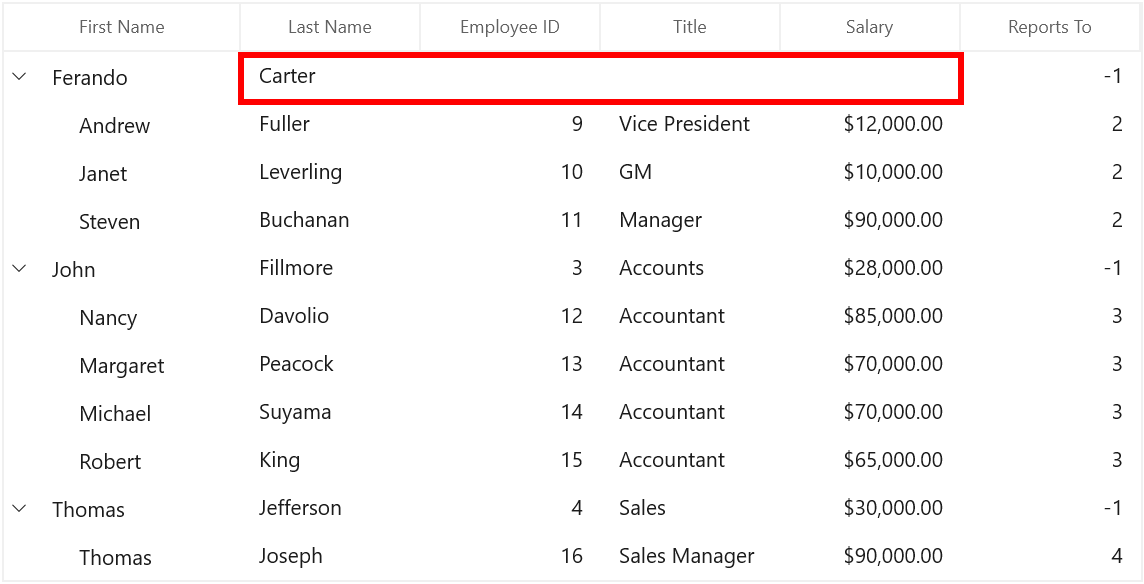 First Name Last Name Employee ID Title Salary Reports To
Ferando Carter -1
Andrew Fuller 9 Vice President $12,000.00 2
Janet Leverling 10 GM $10,000.00 2
Steven Buchanan 11 Manager $90,000.00 2
John Fillmore 3 Accounts $28,000.00 -1
Nancy Davolio 12 Accountant $85,000.00 3
Margaret Peacock 13 Accountant $70,000.00 3
Michael Suyama 14 Accountant $70,000.00 3
Robert King 15 Accountant $65,000.00 3
Thomas Jefferson 4 Sales $30,000.00 -1
Thomas Joseph 16 Sales Manager $90,000.00 4